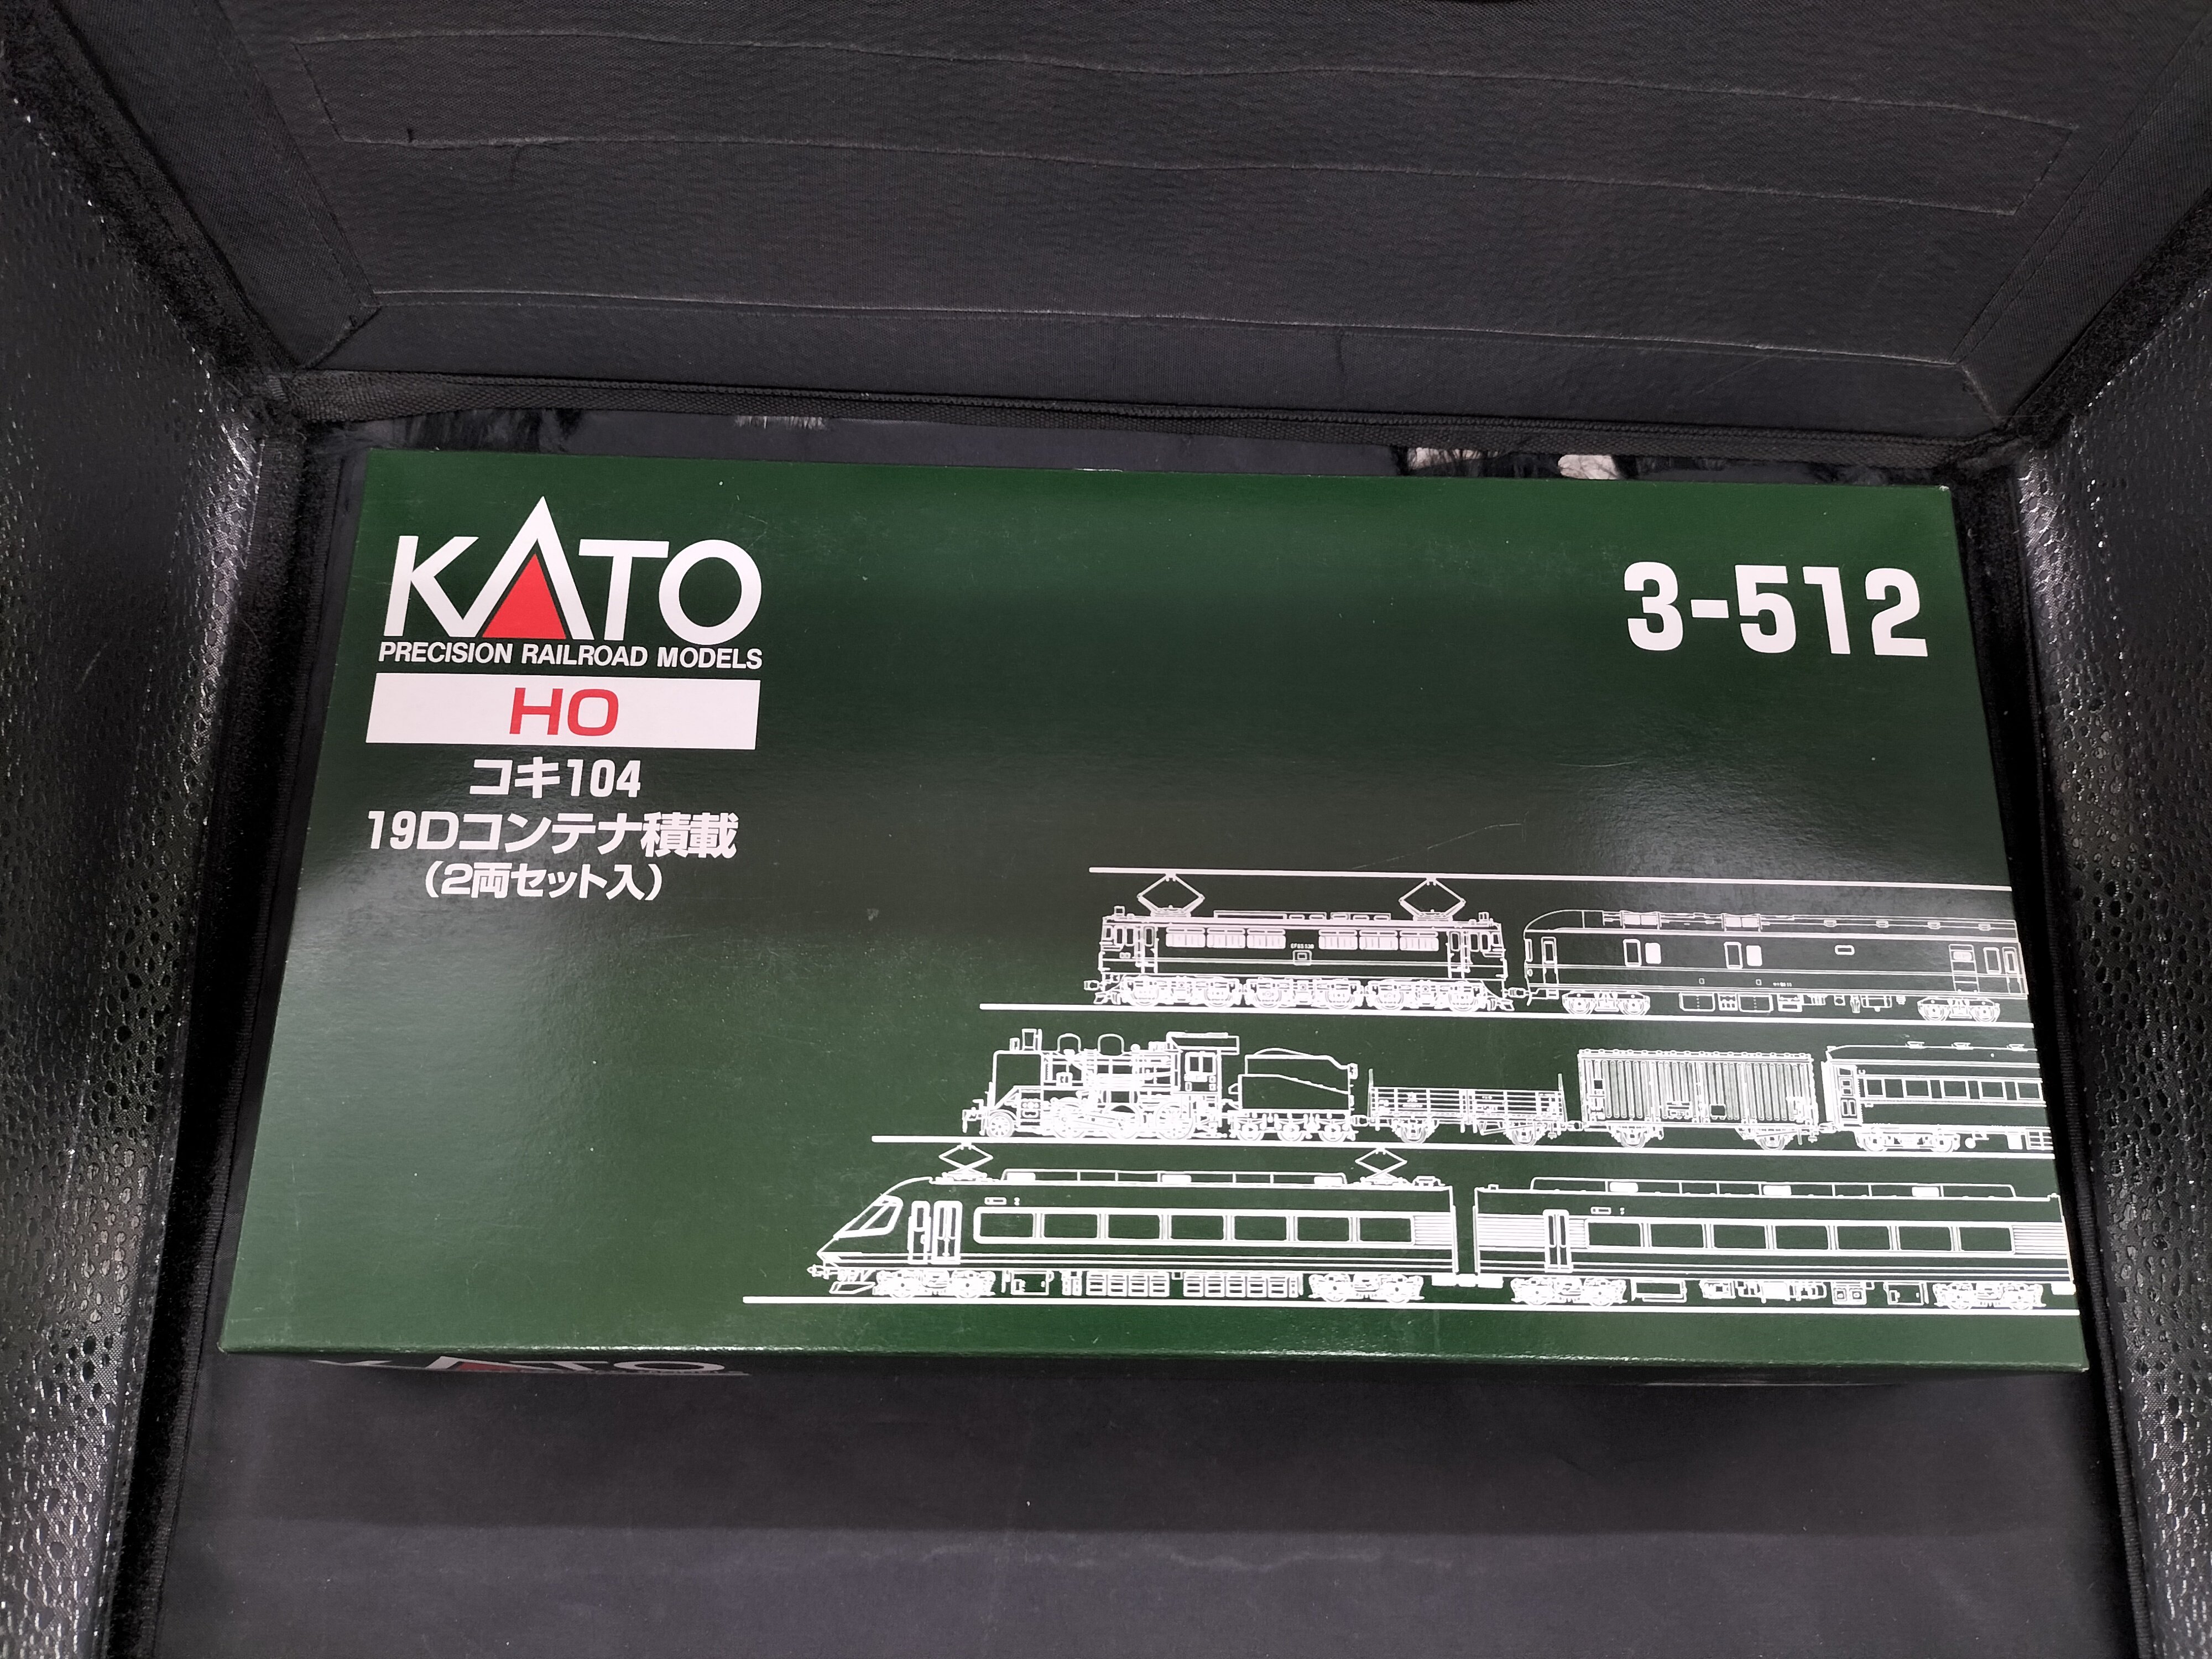 KATO
PRECISION RAILROAD MODELS
HO
コキ104
19Dコンテナ積載
（2両セット入）
3-512
KATO